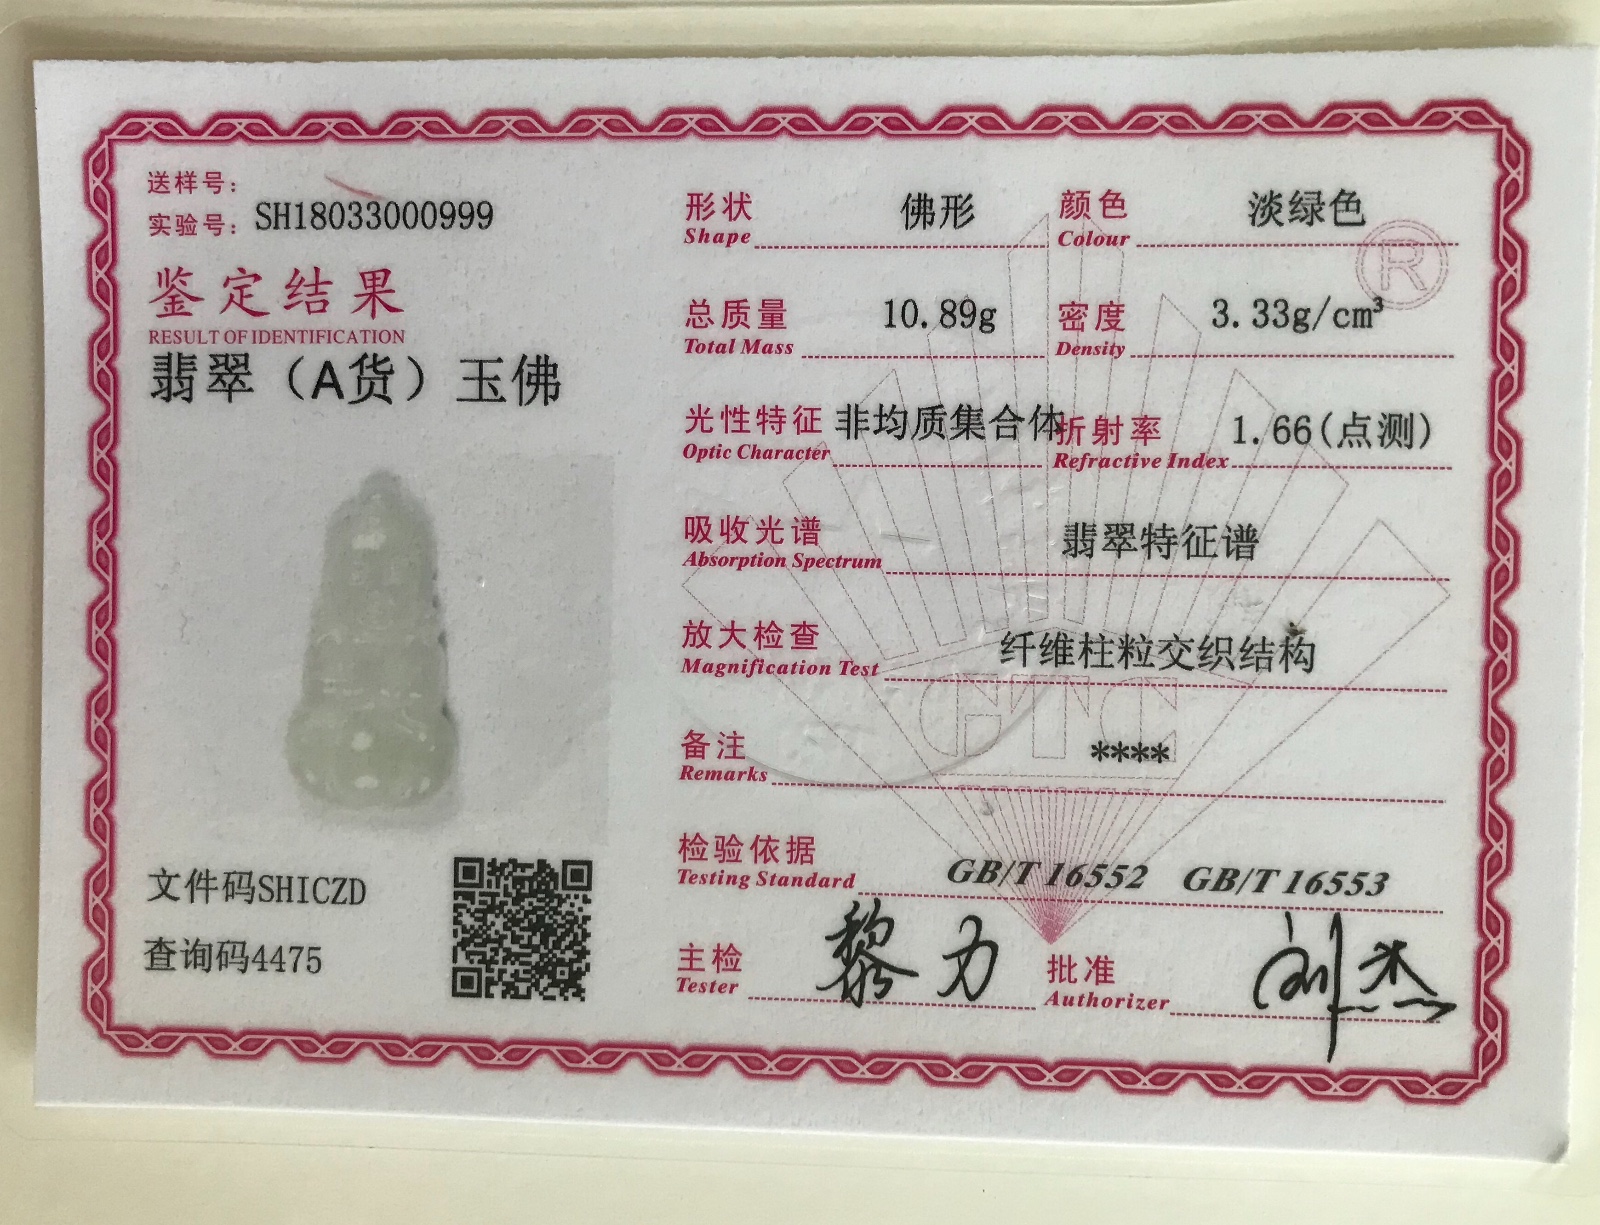 送样号：
实验号：SH18033000999
鉴定结果
RESULT OF IDENTIFICATION
翡翠（A货）玉佛
文件码SHICZD
查询码4475
形状 佛形 颜色 淡绿色
Shape Colour
®
总质量 10.89g 密度 3.33g/cm³
Total Mass Density
光性特征 非均质集合体 折射率 1.66(点测)
Optic Character Refractive Index
吸收光谱 翡翠特征谱
Absorption Spectrum
放大检查 纤维柱粒交织结构
Magnification Test
GTC
备注 ****
Remarks
检验依据 GB/T 16552 GB/T 16553
Testing Standard
主检 黎力 批准 刘杰
Tester Authorizer